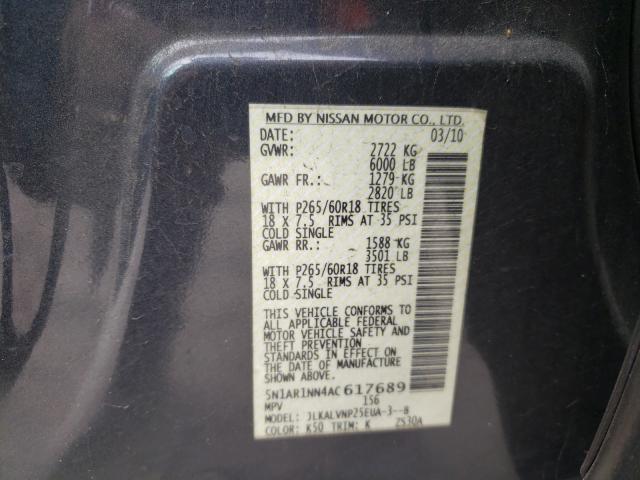 MFD BY NISSAN MOTOR CO., LTD.
DATE: 03/10
GVWR: 2722 KG
6000 LB
GAWR FR.: 1279 KG
2820 LB
WITH P265/60R18 TIRES
18 X 7.5 RIMS AT 35 PSI
COLD SINGLE
GAWR RR.: 1588 KG
3501 LB
WITH P265/60R18 TIRES
18 X 7.5 RIMS AT 35 PSI
COLD SINGLE
THIS VEHICLE CONFORMS TO
ALL APPLICABLE FEDERAL
MOTOR VEHICLE SAFETY AND
THEFT PREVENTION
STANDARDS IN EFFECT ON
THE DATE OF MANUFACTURE
SHOWN ABOVE.
5N1AR1NN4AC617689
MPV 156
MODEL: JLKALVNP25EUA-3--B
COLOR: K50 TRIM: K ZS30A